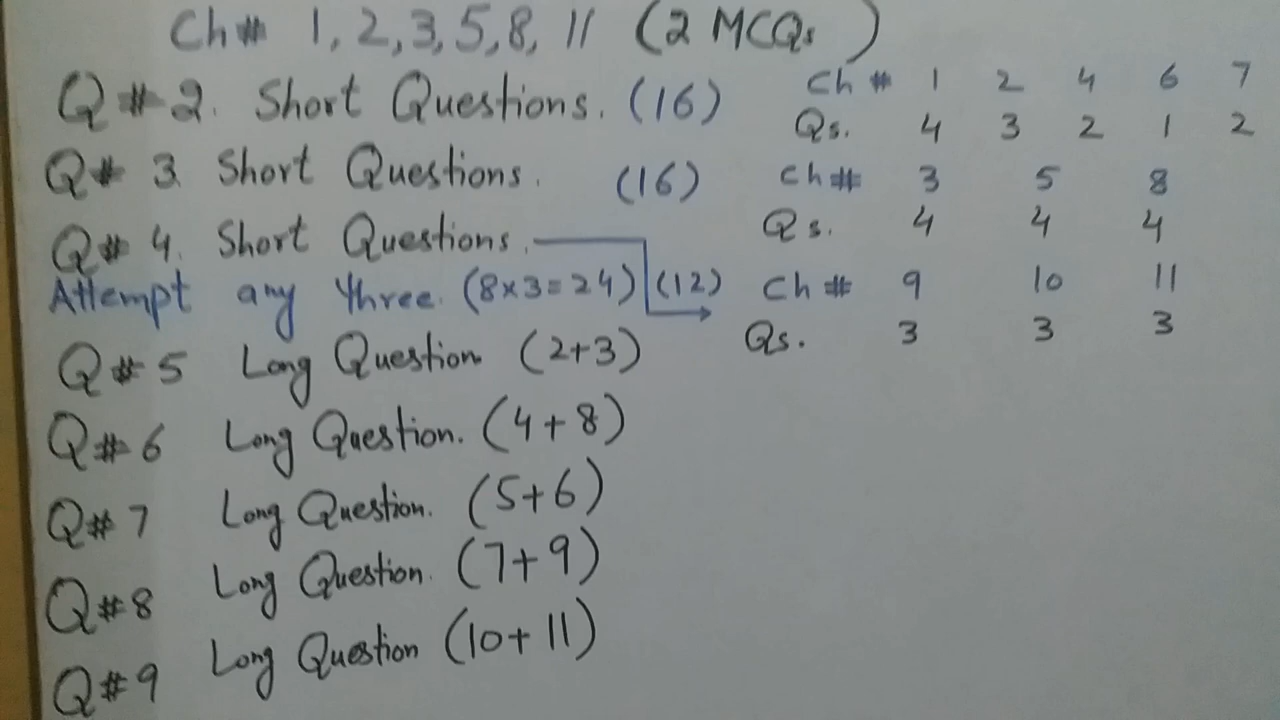 Ch# 1, 2, 3, 5, 8, 11 (2 MCQs)
Q#2. Short Questions. (16)
Ch# 1 2 4 6 7
Qs. 4 3 2 1 2
Q# 3. Short Questions. (16)
Ch# 3 5 8
Qs. 4 4 4
Q# 4. Short Questions.
Attempt any three. (8x3=24) (12)
Ch# 9 10 11
Qs. 3 3 3
Q# 5 Long Question (2+3)
Q# 6 Long Question. (4+8)
Q# 7 Long Question. (5+6)
Q#8 Long Question. (7+9)
Q#9 Long Question (10+11)